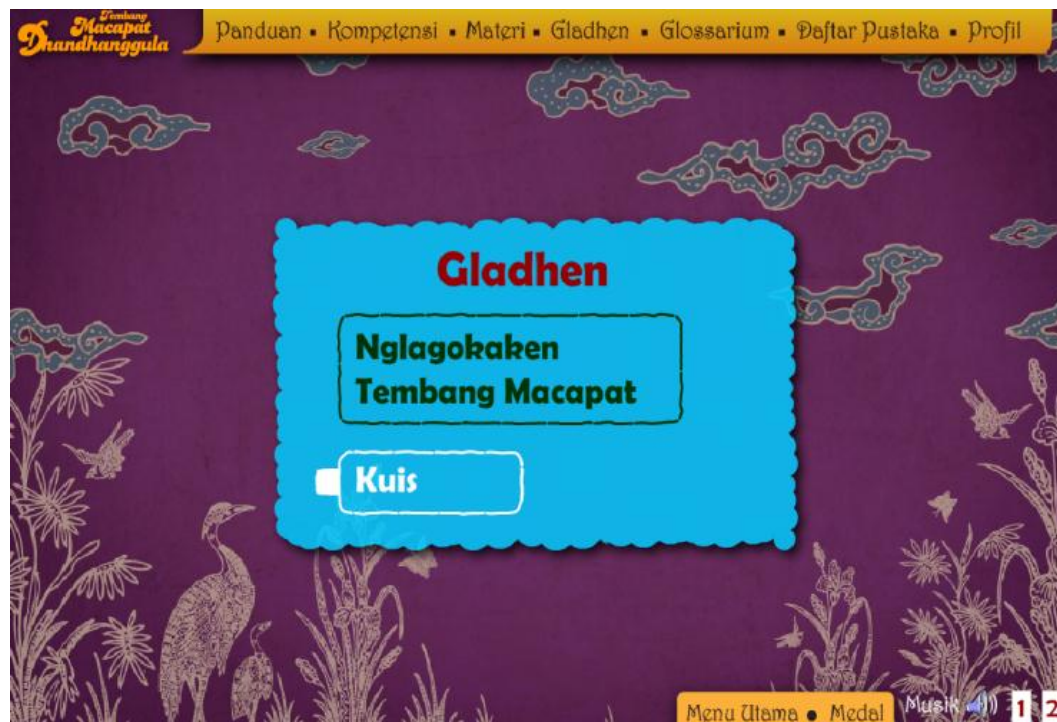 Tembang
Macapat
Dhandhanggula
Panduan • Kompetensi • Materi • Gladhen • Glossarium • Daftar Pustaka • Profil
Gladhen
Nglagokaken
Tembang Macapat
Kuis
Menu Utama • Medal
Musik 1 2